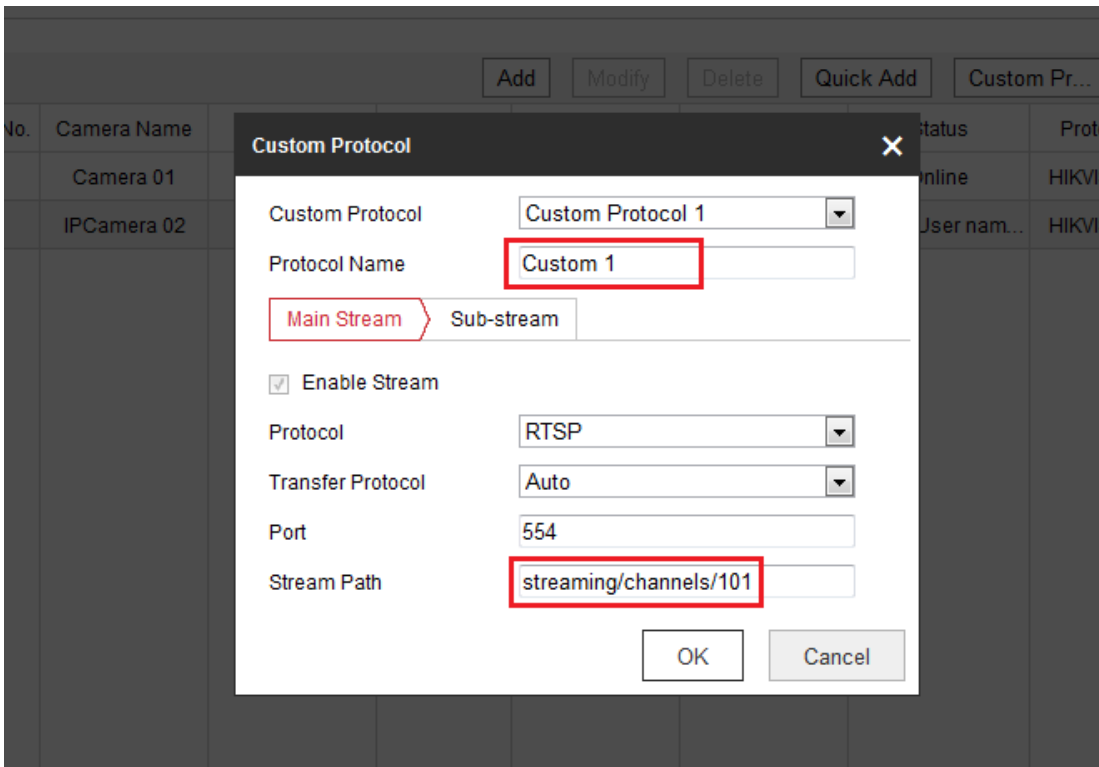 Add Modify Delete Quick Add Custom Pr...
No. Camera Name Status Prot
Custom Protocol
Camera 01 Online HIKVI
IPCamera 02 User nam... HIKVI
Custom Protocol Custom Protocol 1
Protocol Name Custom 1
Main Stream Sub-stream
Enable Stream
Protocol RTSP
Transfer Protocol Auto
Port 554
Stream Path streaming/channels/101
OK Cancel